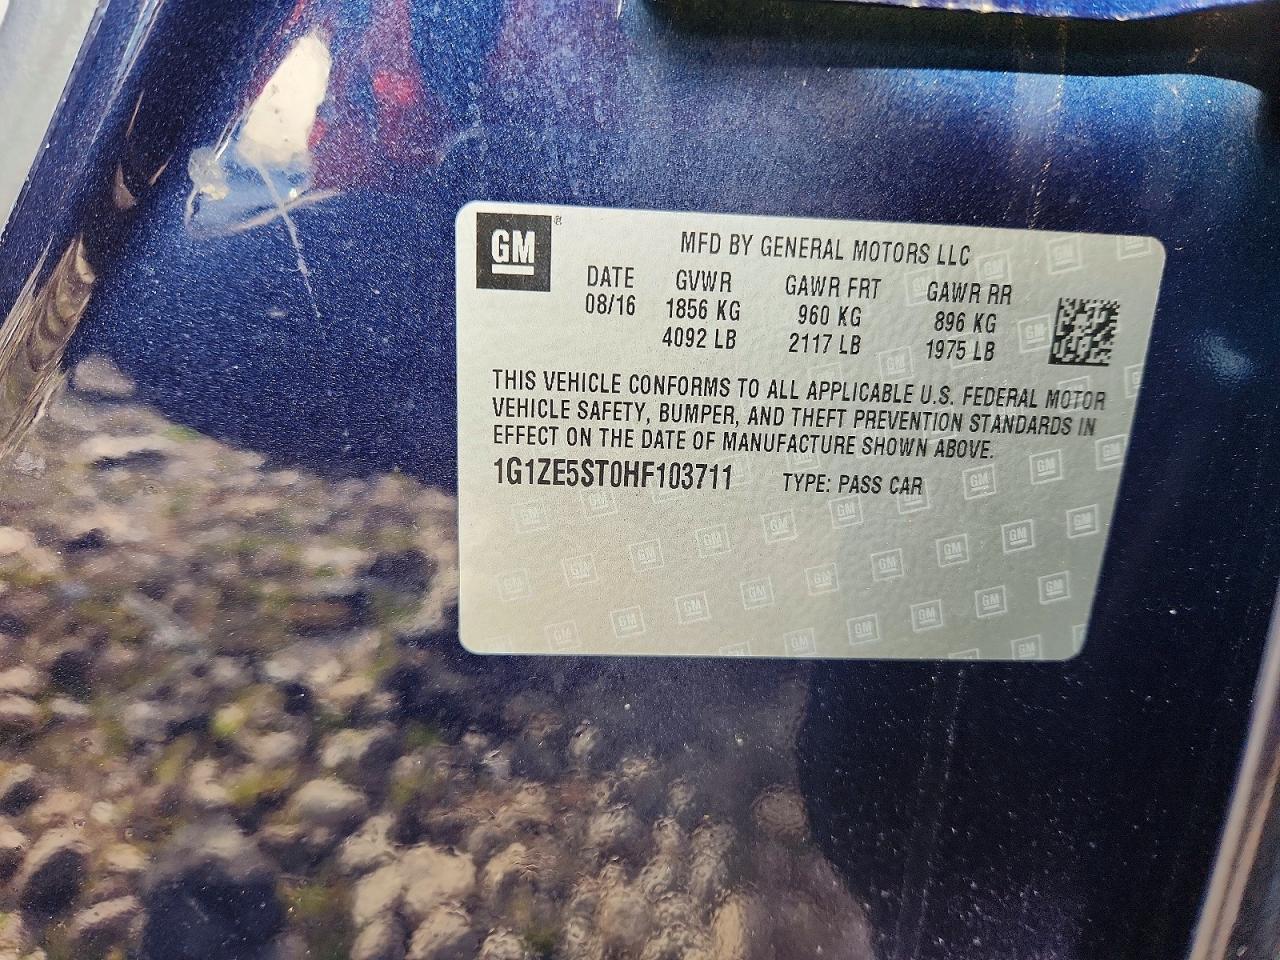 GM ®
MFD BY GENERAL MOTORS LLC
DATE GVWR GAWR FRT GAWR RR
08/16 1856 KG 960 KG 896 KG
4092 LB 2117 LB 1975 LB
THIS VEHICLE CONFORMS TO ALL APPLICABLE U.S. FEDERAL MOTOR
VEHICLE SAFETY, BUMPER, AND THEFT PREVENTION STANDARDS IN
EFFECT ON THE DATE OF MANUFACTURE SHOWN ABOVE.
1G1ZE5ST0HF103711 TYPE: PASS CAR